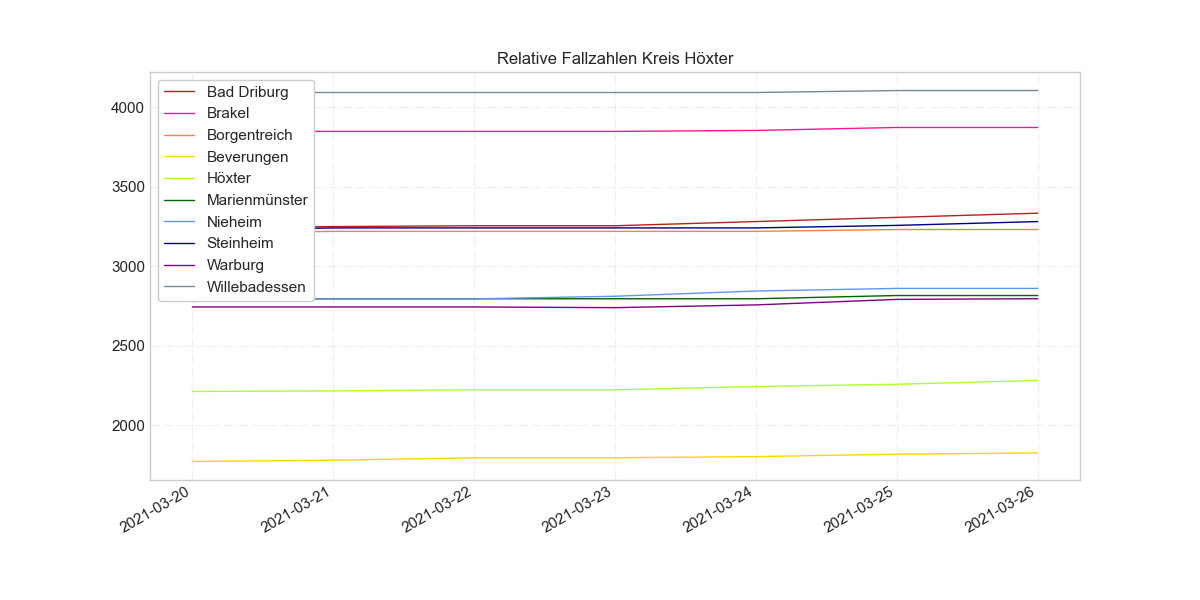 Relative Fallzahlen Kreis Höxter
Bad Driburg
Brakel
Borgentreich
Beverungen
Höxter
Marienmünster
Nieheim
Steinheim
Warburg
Willebadessen
4000
3500
3000
2500
2000
2021-03-20
2021-03-21
2021-03-22
2021-03-23
2021-03-24
2021-03-25
2021-03-26